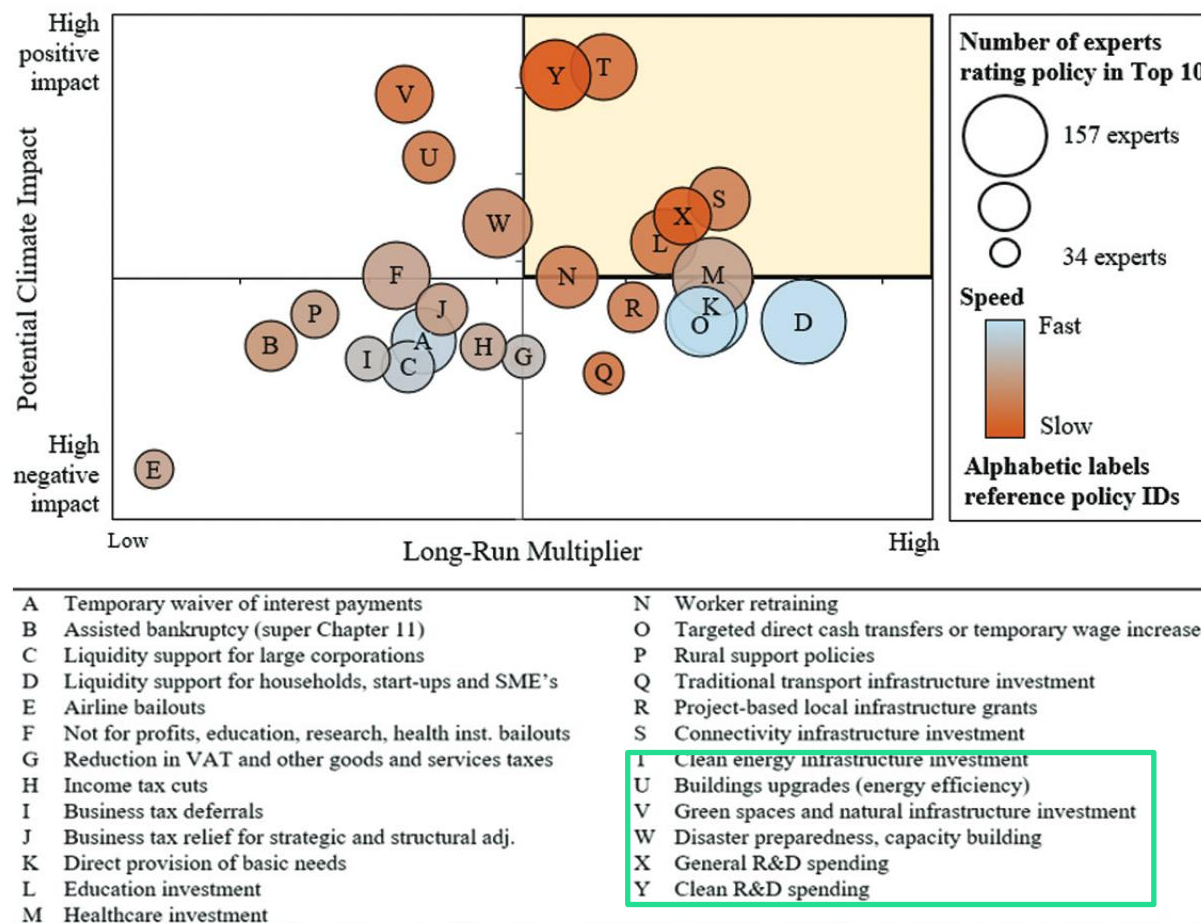 High
positive
impact
Potential Climate Impact
High
negative
impact
Low
Long-Run Multiplier
High
V
U
Y
T
W
S
X
L
F
N
M
P
J
R
K
O
D
B
A
I
C
H
G
Q
E
Number of experts
rating policy in Top 10
157 experts
34 experts
Speed
Fast
Slow
Alphabetic labels
reference policy IDs
A Temporary waiver of interest payments
B Assisted bankruptcy (super Chapter 11)
C Liquidity support for large corporations
D Liquidity support for households, start-ups and SME's
E Airline bailouts
F Not for profits, education, research, health inst. bailouts
G Reduction in VAT and other goods and services taxes
H Income tax cuts
I Business tax deferrals
J Business tax relief for strategic and structural adj.
K Direct provision of basic needs
L Education investment
M Healthcare investment
N Worker retraining
O Targeted direct cash transfers or temporary wage increase
P Rural support policies
Q Traditional transport infrastructure investment
R Project-based local infrastructure grants
S Connectivity infrastructure investment
T Clean energy infrastructure investment
U Buildings upgrades (energy efficiency)
V Green spaces and natural infrastructure investment
W Disaster preparedness, capacity building
X General R&D spending
Y Clean R&D spending